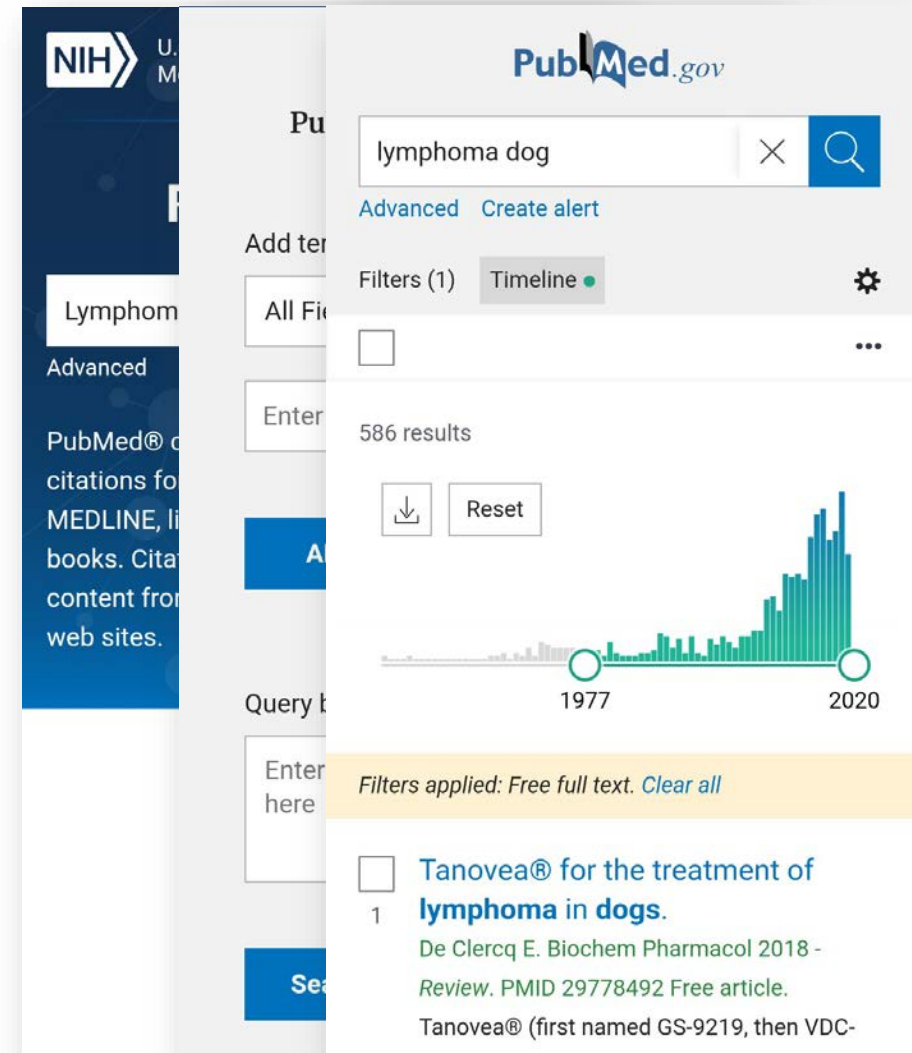 NIH
U.
Pu
Lymphom
Advanced
PubMed®
citations fo
MEDLINE, li
books. Cita
content fro
web sites.
Add ter
All Fie
Enter
Query b
Enter
here
Sea
PubMed.gov
lymphoma dog
Advanced Create alert
Filters (1) Timeline
586 results
Reset
1977 2020
Filters applied: Free full text. Clear all
Tanovea® for the treatment of
1 lymphoma in dogs.
De Clercq E. Biochem Pharmacol 2018 -
Review. PMID 29778492 Free article.
Tanovea® (first named GS-9219, then VDC-